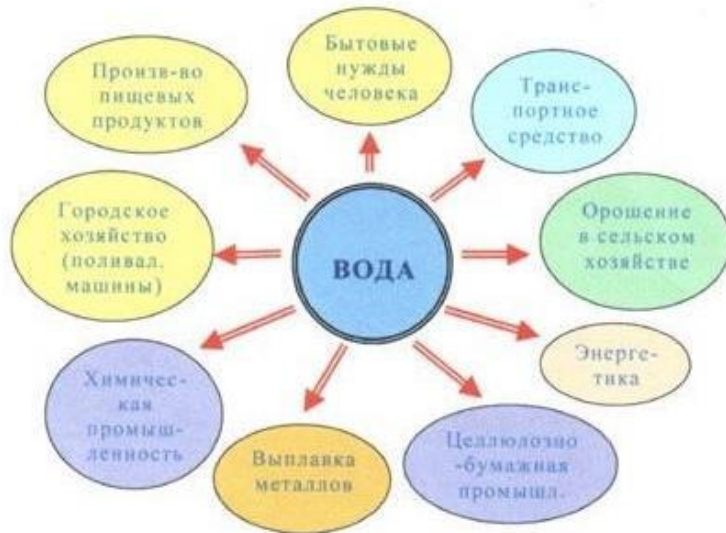 Бытовые
нужды
человека
Произв-во
пищевых
продуктов
Транс-
портное
средство
Городское
хозяйство
(поливал.
машины)
ВОДА
Орошение
в сельском
хозяйстве
Энерге-
тика
Химичес-
кая
промыш-
ленность
Выплавка
металлов
Целлюлозно
-бумажная
промышл.